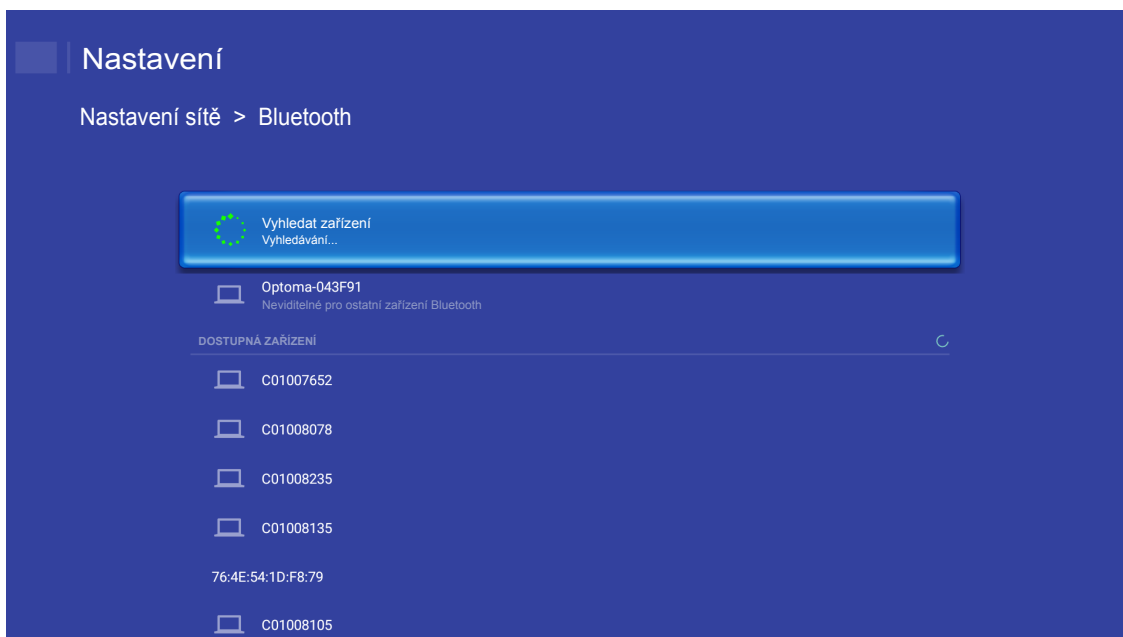 Nastavení
Nastavení sítě > Bluetooth
Vyhledat zařízení
Vyhledávání...
Optoma-043F91
Neviditelné pro ostatní zařízení Bluetooth
DOSTUPNÁ ZAŘÍZENÍ
C01007652
C01008078
C01008235
C01008135
76:4E:54:1D:F8:79
C01008105